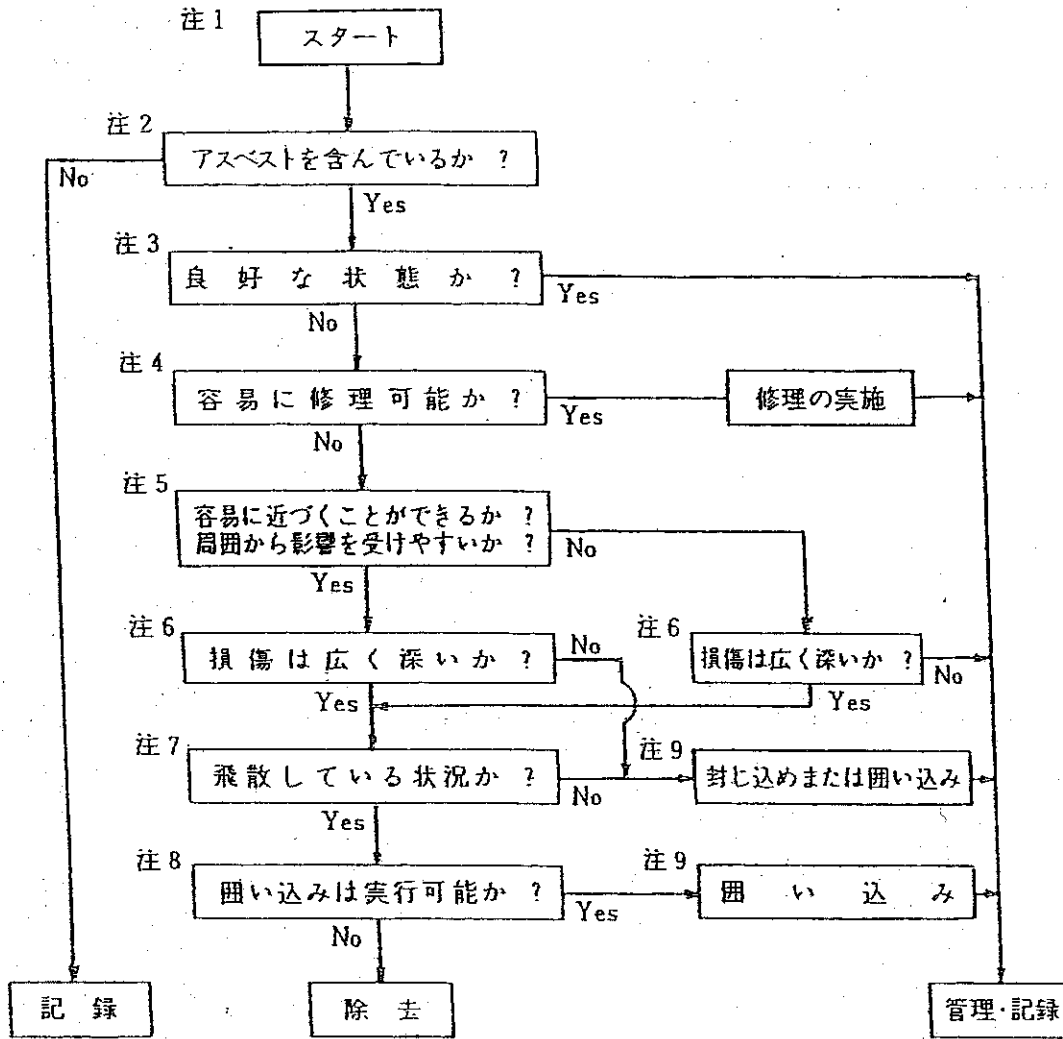 注1
スタート
注2
アスベストを含んでいるか ?
No
Yes
注3
良好な状態か?
Yes
No
注4
容易に修理可能か?
Yes
修理の実施
No
注5
容易に近づくことができるか ?
周囲から影響を受けやすいか ?
No
Yes
注6
損傷は広く深いか?
No
注6
損傷は広く深いか ?
No
Yes
Yes
注7
飛散している状況か?
No
注9
封じ込めまたは囲い込み
Yes
注8
囲い込みは実行可能か?
Yes
注9
囲い込み
No
記録
除去
管理・記録